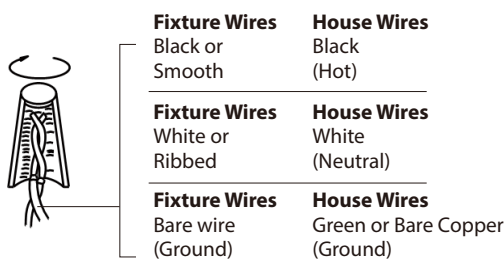 Fixture Wires House Wires
Black or Black
Smooth (Hot)
Fixture Wires House Wires
White or White
Ribbed (Neutral)
Fixture Wires House Wires
Bare wire Green or Bare Copper
(Ground) (Ground)